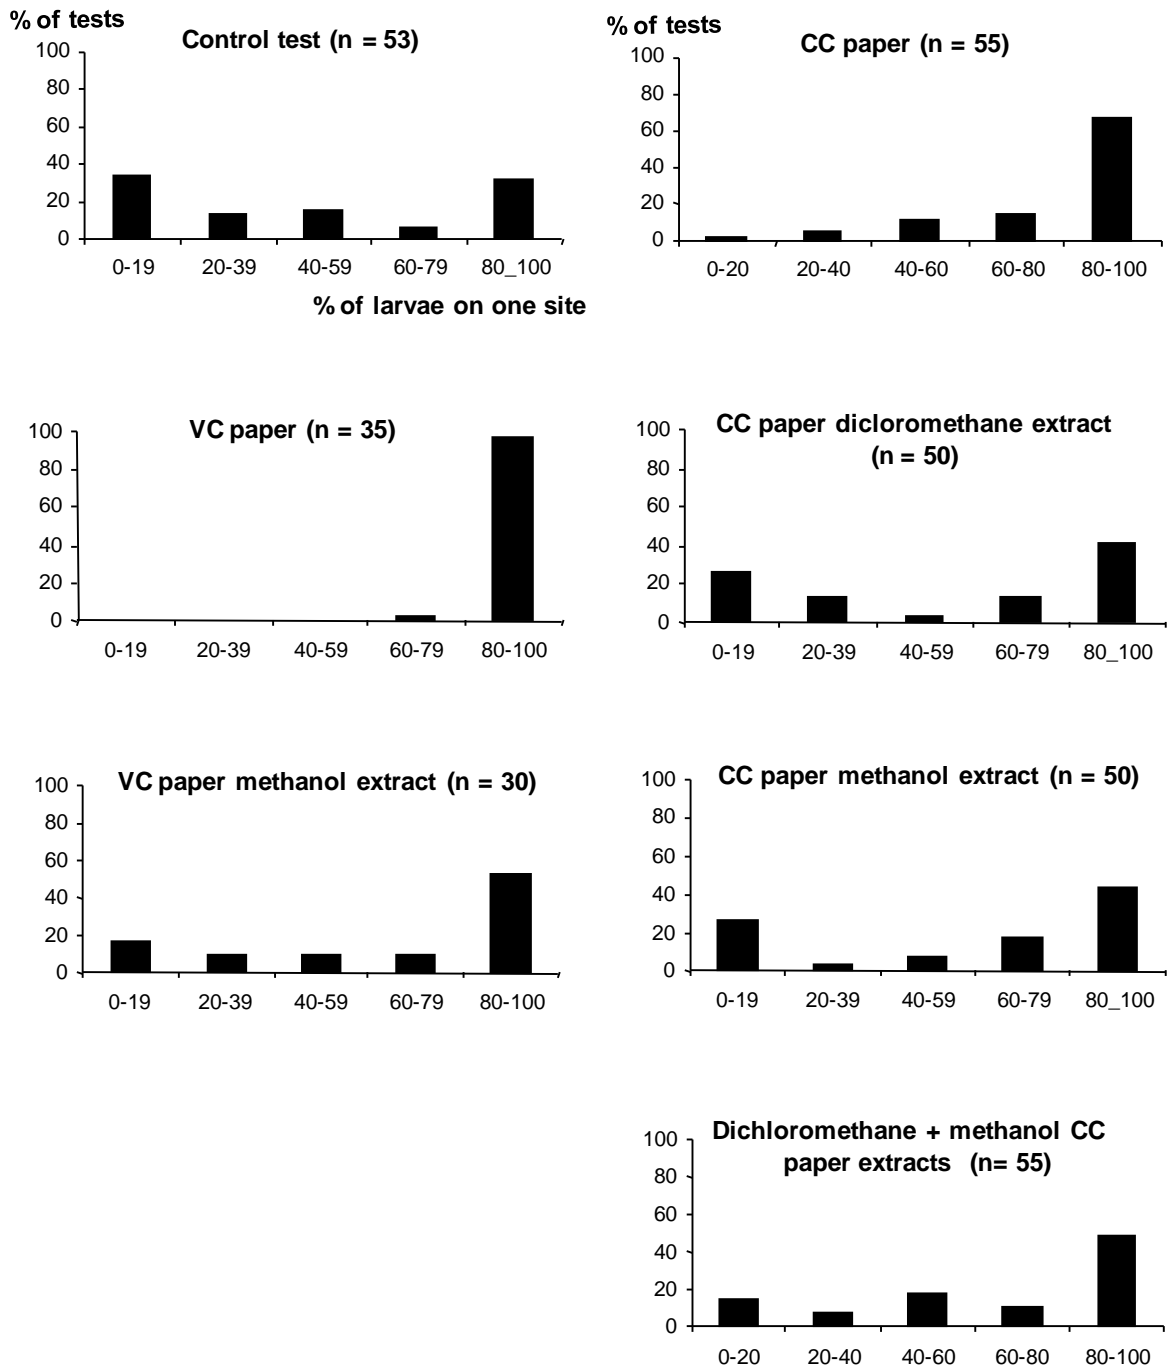 % of tests
Control test (n = 53)
100
80
60
40
20
0
0-19 20-39 40-59 60-79 80_100
% of larvae on one site
% of tests
CC paper (n = 55)
100
80
60
40
20
0
0-20 20-40 40-60 60-80 80-100
VC paper (n = 35)
100
80
60
40
20
0
0-19 20-39 40-59 60-79 80-100
CC paper dicloromethane extract
(n = 50)
100
80
60
40
20
0
0-19 20-39 40-59 60-79 80_100
VC paper methanol extract (n = 30)
100
80
60
40
20
0
0-19 20-39 40-59 60-79 80-100
CC paper methanol extract (n = 50)
100
80
60
40
20
0
0-19 20-39 40-59 60-79 80_100
Dichloromethane + methanol CC
paper extracts (n= 55)
100
80
60
40
20
0
0-20 20-40 40-60 60-80 80-100